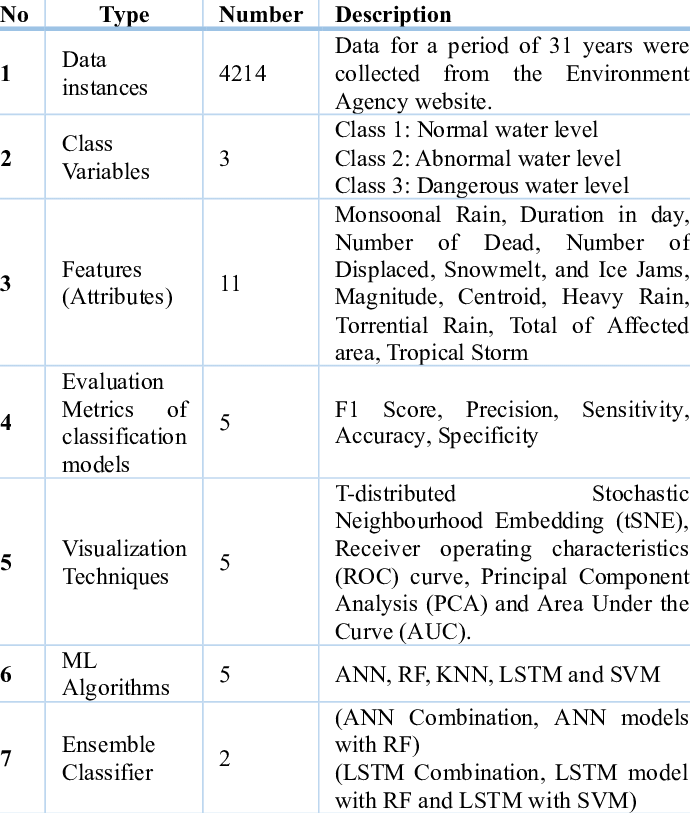 No Type Number Description
1 Data instances 4214 Data for a period of 31 years were
collected from the Environment
Agency website.
2 Class Variables 3 Class 1: Normal water level
Class 2: Abnormal water level
Class 3: Dangerous water level
3 Features (Attributes) 11 Monsoonal Rain, Duration in day,
Number of Dead, Number of
Displaced, Snowmelt, and Ice Jams,
Magnitude, Centroid, Heavy Rain,
Torrential Rain, Total of Affected
area, Tropical Storm
4 Evaluation Metrics of classification models 5 F1 Score, Precision, Sensitivity,
Accuracy, Specificity
5 Visualization Techniques 5 T-distributed Stochastic
Neighbourhood Embedding (tSNE),
Receiver operating characteristics
(ROC) curve, Principal Component
Analysis (PCA) and Area Under the
Curve (AUC).
6 ML Algorithms 5 ANN, RF, KNN, LSTM and SVM
7 Ensemble Classifier 2 (ANN Combination, ANN models
with RF)
(LSTM Combination, LSTM model
with RF and LSTM with SVM)